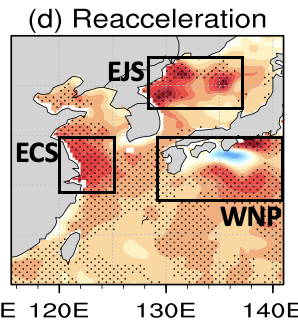 (d) Reacceleration
EJS
ECS
WNP
E 120E 130E 140E